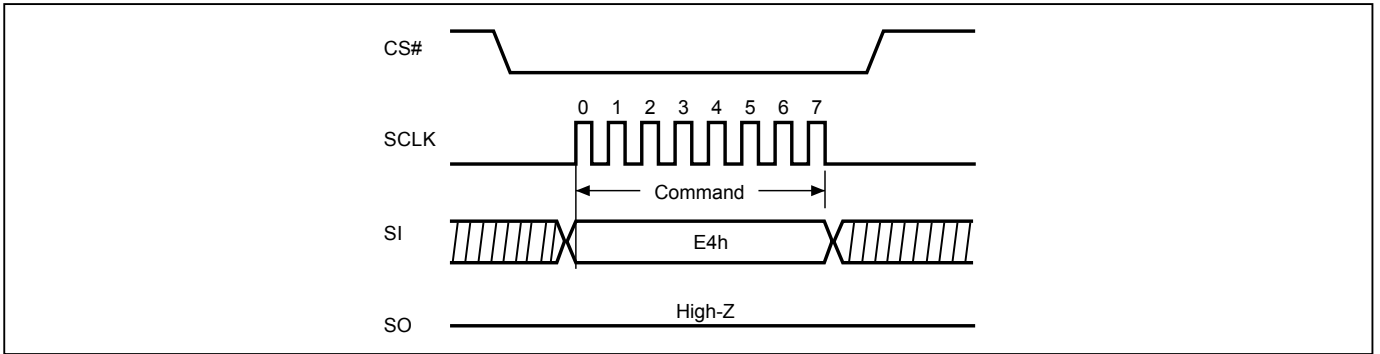 CS#
0 1 2 3 4 5 6 7
SCLK
Command
SI
E4h
High-Z
SO